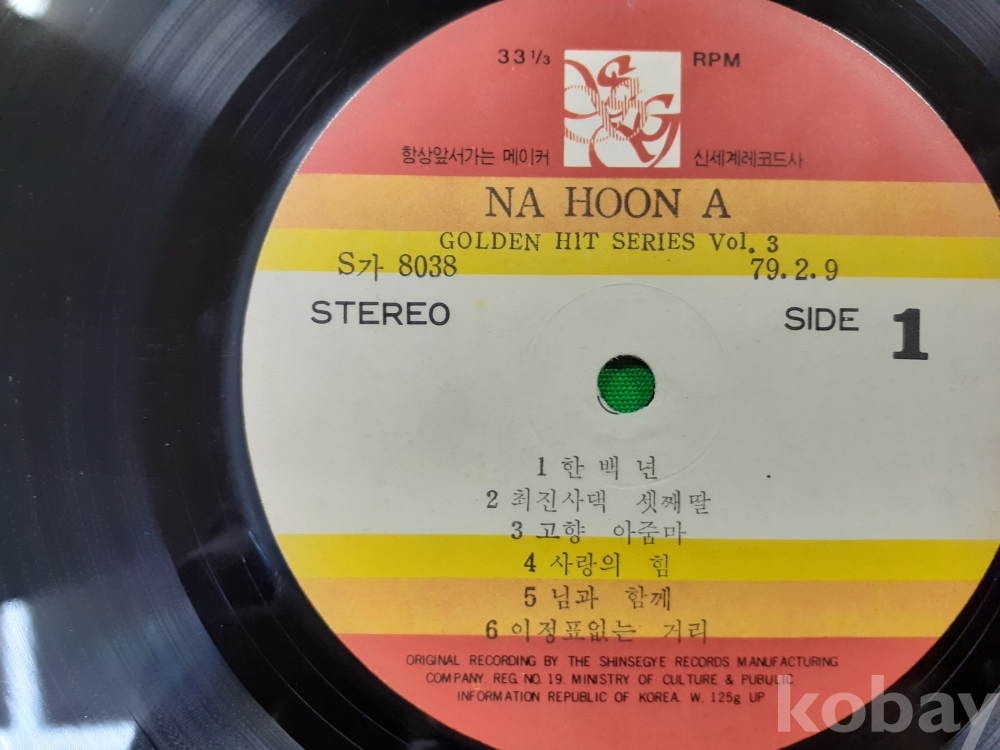 33 1/3 RPM
항상앞서가는 메이커 신세계레코드사
NA HOON A
GOLDEN HIT SERIES Vol. 3
S가 8038 79.2.9
STEREO SIDE 1
1 한 백 년
2 최진사댁 셋째딸
3 고향 아줌마
4 사랑의 힘
5 님과 함께
6 이정표없는 거리
ORIGINAL RECORDING BY THE SHINSEGYE RECORDS MANUFACTURING
COMPANY. REG. NO. 19. MINISTRY OF CULTURE & PUBULIC
INFORMATION REPUBLIC OF KOREA. W. 125g UP
kobay